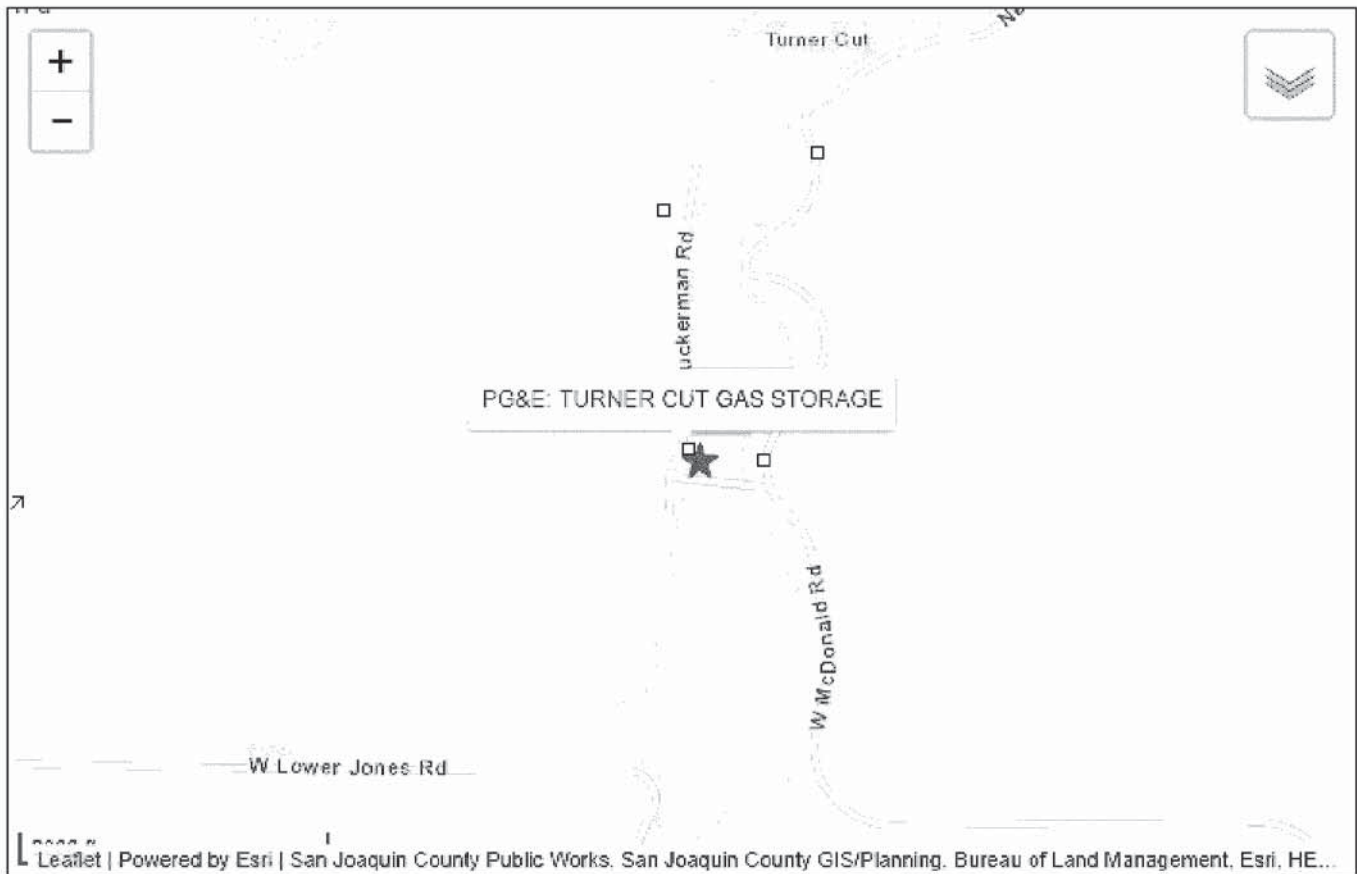 +
Turner Cut
−
uckerman Rd
PG&E: TURNER CUT GAS STORAGE
W McDonald Rd
W Lower Jones Rd
Leaflet | Powered by Esri | San Joaquin County Public Works, San Joaquin County GIS/Planning, Bureau of Land Management, Esri, HE...